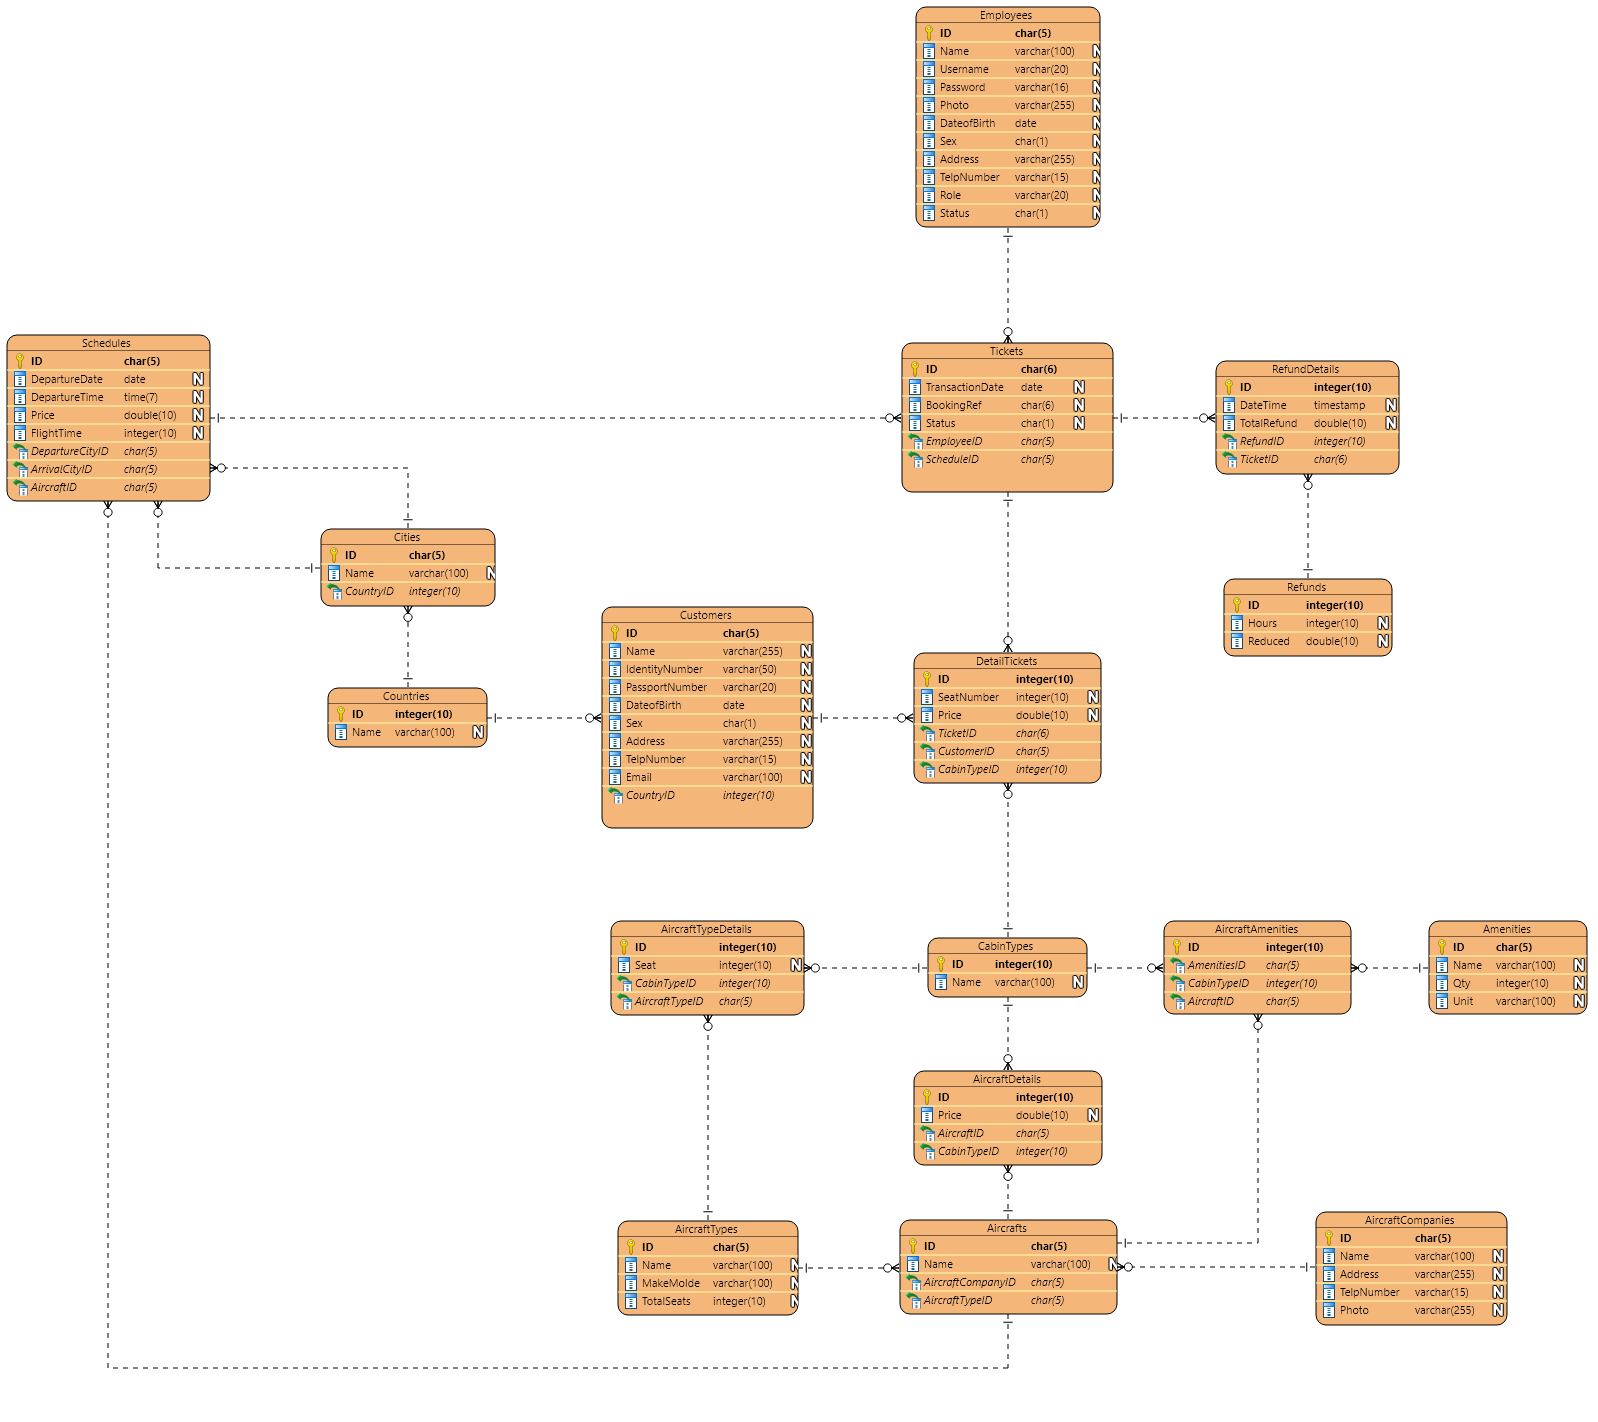 Employees
ID char(5)
Name varchar(100) N
Username varchar(20) N
Password varchar(16) N
Photo varchar(255) N
DateofBirth date N
Sex char(1) N
Address varchar(255) N
TelpNumber varchar(15) N
Role varchar(20) N
Status char(1) N
Schedules
ID char(5)
DepartureDate date N
DepartureTime time(7) N
Price double(10) N
FlightTime integer(10) N
DepartureCityID char(5)
ArrivalCityID char(5)
AircraftID char(5)
Tickets
ID char(6)
TransactionDate date N
BookingRef char(6) N
Status char(1) N
EmployeeID char(5)
ScheduleID char(5)
RefundDetails
ID integer(10)
DateTime timestamp N
TotalRefund double(10) N
RefundID integer(10)
TicketID char(6)
Cities
ID char(5)
Name varchar(100) N
CountryID integer(10)
Refunds
ID integer(10)
Hours integer(10) N
Reduced double(10) N
Customers
ID char(5)
Name varchar(255) N
IdentityNumber varchar(50) N
PassportNumber varchar(20) N
DateofBirth date N
Sex char(1) N
Address varchar(255) N
TelpNumber varchar(15) N
Email varchar(100) N
CountryID integer(10)
DetailTickets
ID integer(10)
SeatNumber integer(10) N
Price double(10) N
TicketID char(6)
CustomerID char(5)
CabinTypeID integer(10)
Countries
ID integer(10)
Name varchar(100) N
AircraftTypeDetails
ID integer(10)
Seat integer(10) N
CabinTypeID integer(10)
AircraftTypeID char(5)
CabinTypes
ID integer(10)
Name varchar(100) N
AircraftAmenities
ID integer(10)
AmenitiesID char(5)
CabinTypeID integer(10)
AircraftID char(5)
Amenities
ID char(5)
Name varchar(100) N
Qty integer(10) N
Unit varchar(100) N
AircraftDetails
ID integer(10)
Price double(10) N
AircraftID char(5)
CabinTypeID integer(10)
AircraftTypes
ID char(5)
Name varchar(100) N
MakeMolde varchar(100) N
TotalSeats integer(10) N
Aircrafts
ID char(5)
Name varchar(100) N
AircraftCompanyID char(5)
AircraftTypeID char(5)
AircraftCompanies
ID char(5)
Name varchar(100) N
Address varchar(255) N
TelpNumber varchar(15) N
Photo varchar(255) N